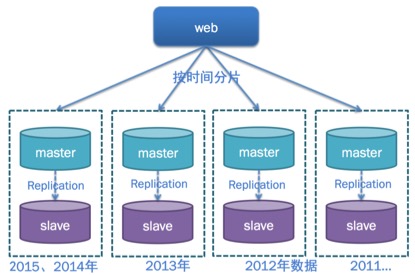 web
按时间分片
master master master master
Replication Replication Replication Replication
slave slave slave slave
2015、2014年 2013年 2012年数据 2011...